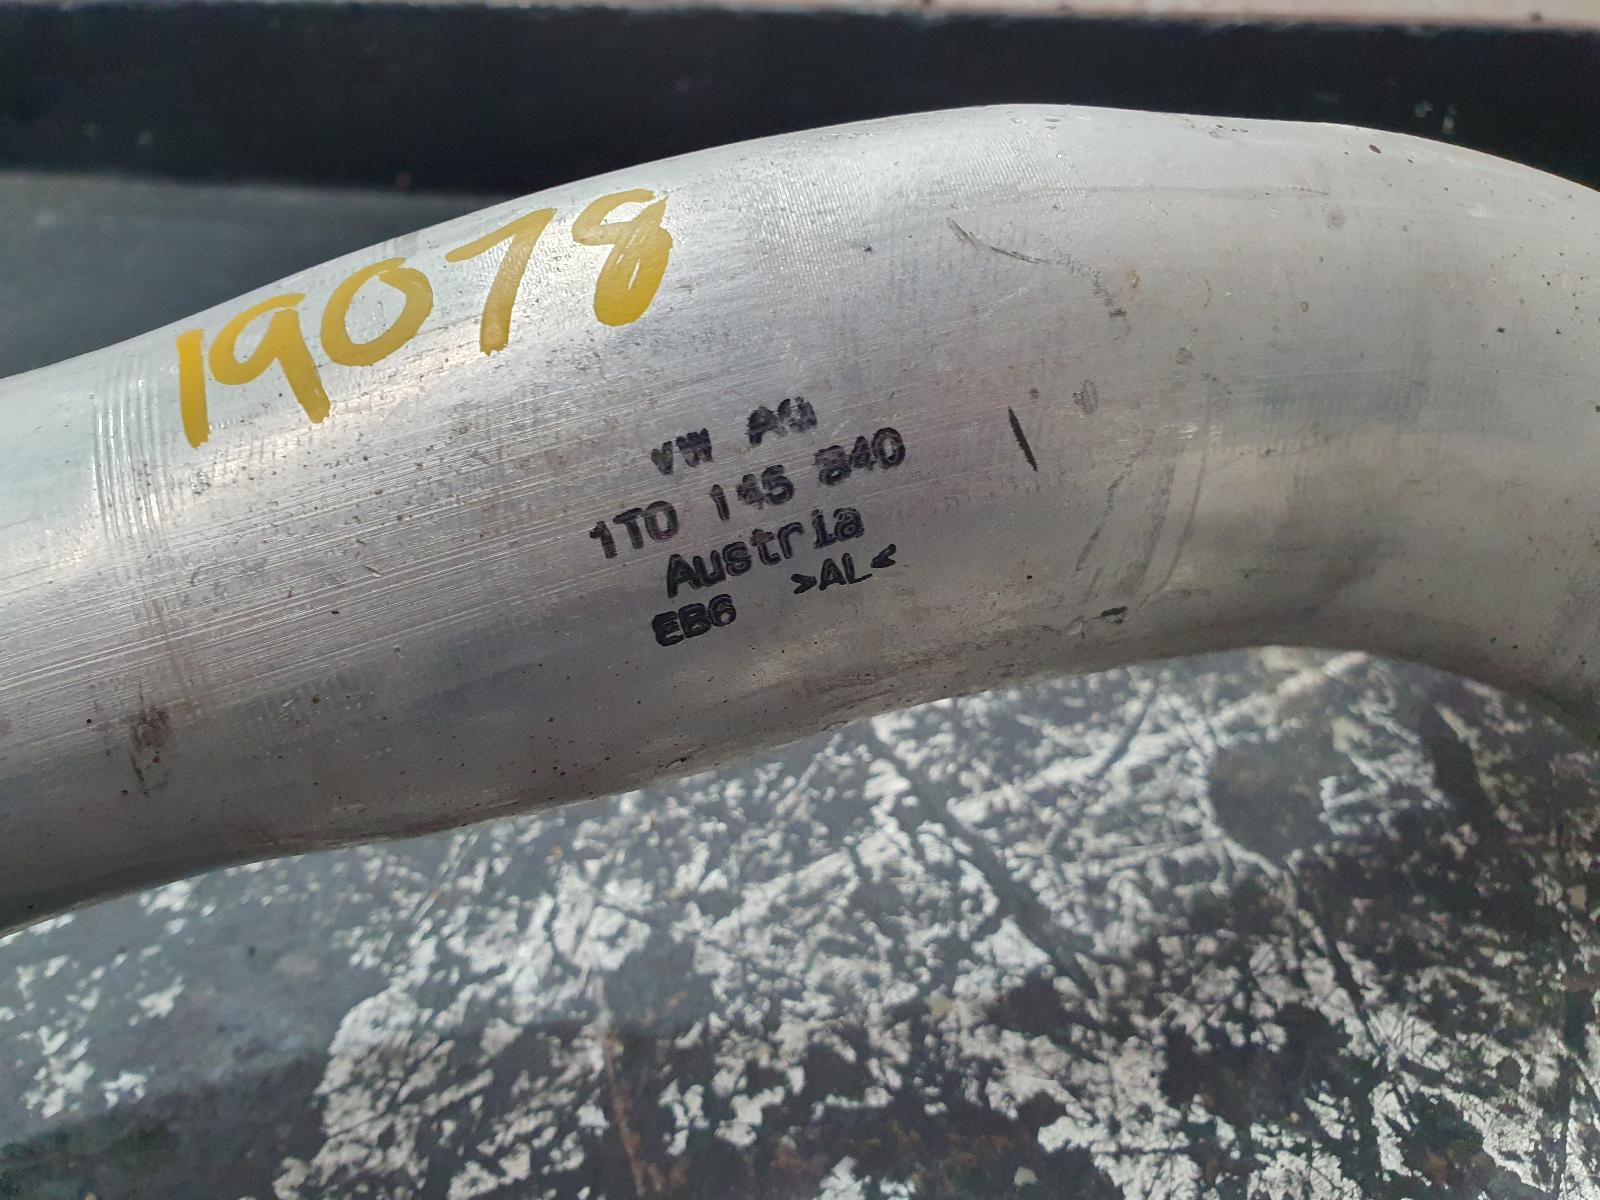 19078
VW AG
1T0 145 840
Austria
EB6 >AL<